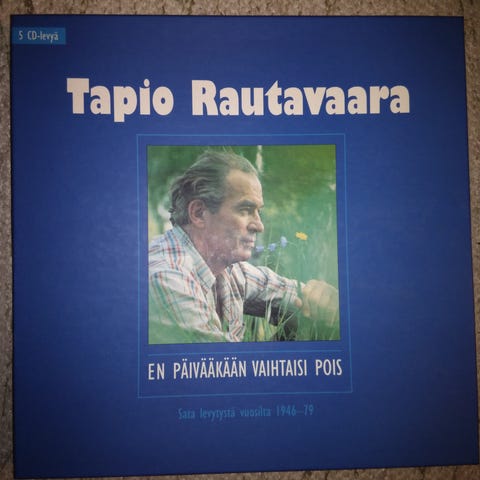 5 CD-levyä
Tapio Rautavaara
EN PÄIVÄÄKÄÄN VAIHTAISI POIS
Sata levytystä vuosilta 1946–79